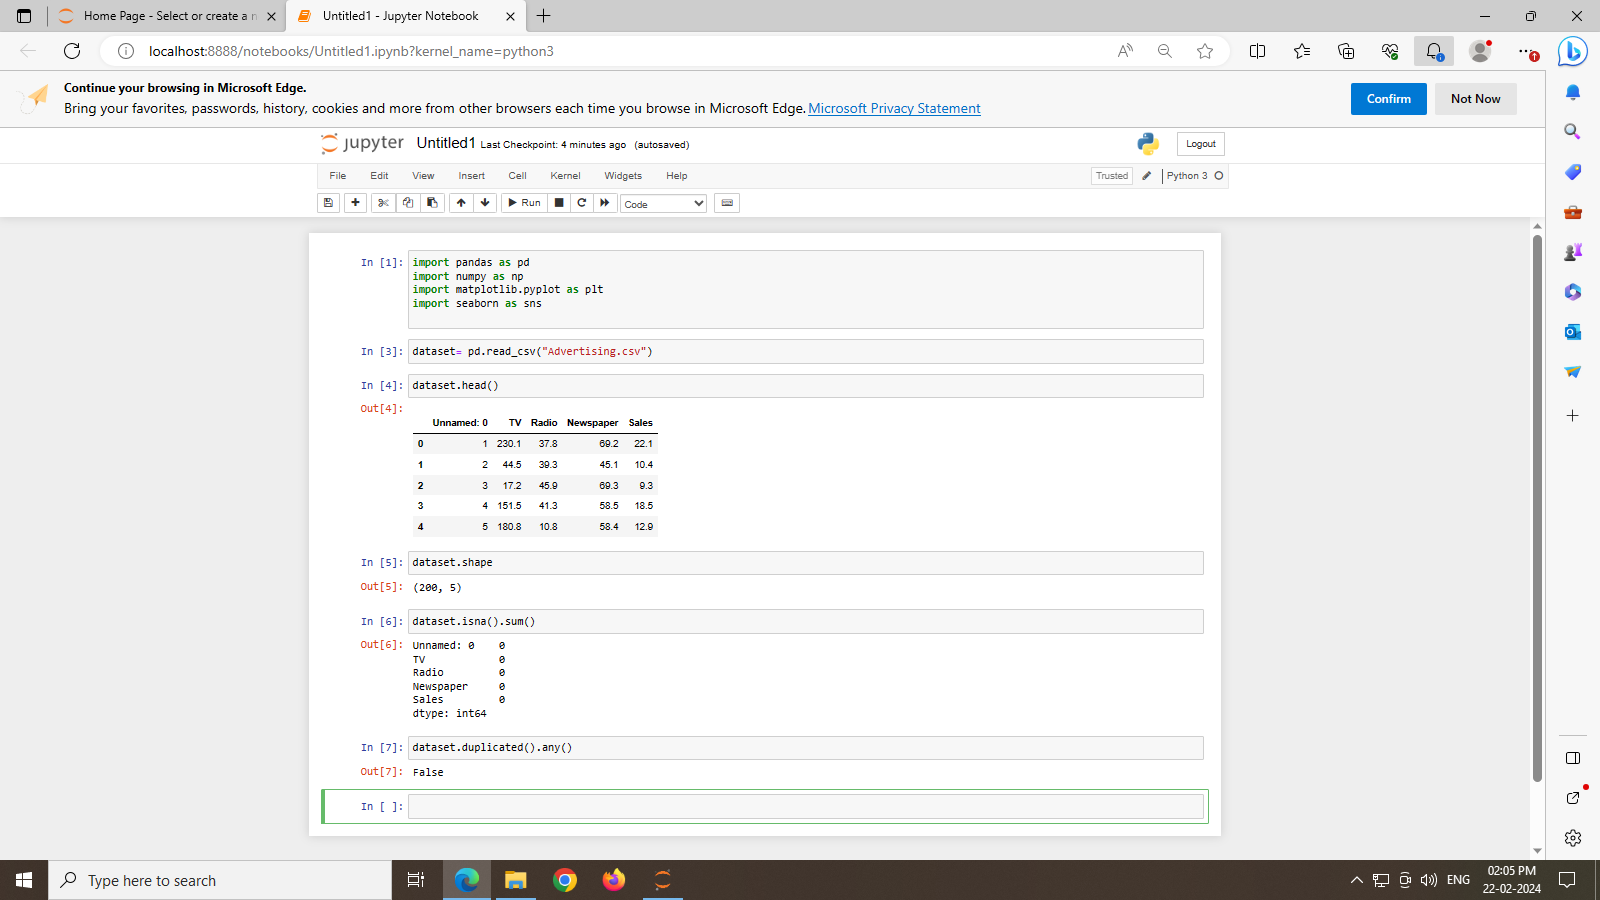 Home Page - Select or create a n
Untitled1 - Jupyter Notebook
localhost:8888/notebooks/Untitled1.ipynb?kernel_name=python3
Continue your browsing in Microsoft Edge.
Bring your favorites, passwords, history, cookies and more from other browsers each time you browse in Microsoft Edge. Microsoft Privacy Statement
Confirm
Not Now
jupyter Untitled1 Last Checkpoint: 4 minutes ago (autosaved)
Logout
File Edit View Insert Cell Kernel Widgets Help
Trusted
Python 3
Run
Code
In [1]: import pandas as pd
import numpy as np
import matplotlib.pyplot as plt
import seaborn as sns
In [3]: dataset= pd.read_csv("Advertising.csv")
In [4]: dataset.head()
Out[4]:
Unnamed: 0 TV Radio Newspaper Sales
0 1 230.1 37.8 69.2 22.1
1 2 44.5 39.3 45.1 10.4
2 3 17.2 45.9 69.3 9.3
3 4 151.5 41.3 58.5 18.5
4 5 180.8 10.8 58.4 12.9
In [5]: dataset.shape
Out[5]: (200, 5)
In [6]: dataset.isna().sum()
Out[6]: Unnamed: 0 0
TV 0
Radio 0
Newspaper 0
Sales 0
dtype: int64
In [7]: dataset.duplicated().any()
Out[7]: False
In [ ]:
Type here to search
ENG
02:05 PM
22-02-2024